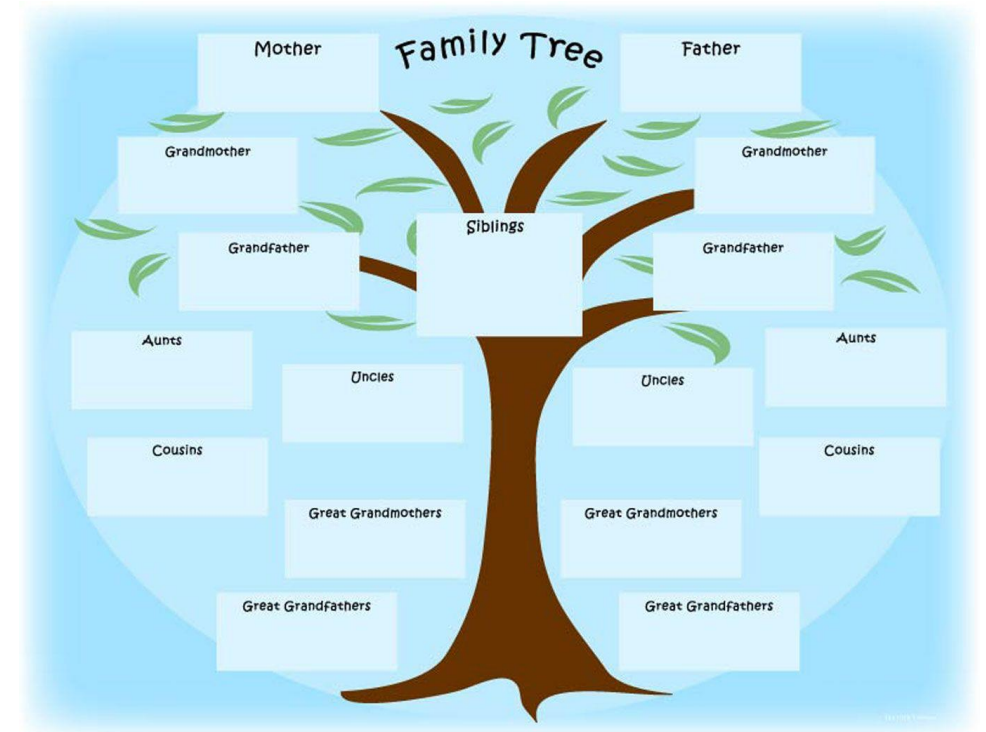 Family Tree
Mother
Father
Grandmother
Grandmother
Siblings
Grandfather
Grandfather
Aunts
Aunts
Uncles
Uncles
Cousins
Cousins
Great Grandmothers
Great Grandmothers
Great Grandfathers
Great Grandfathers